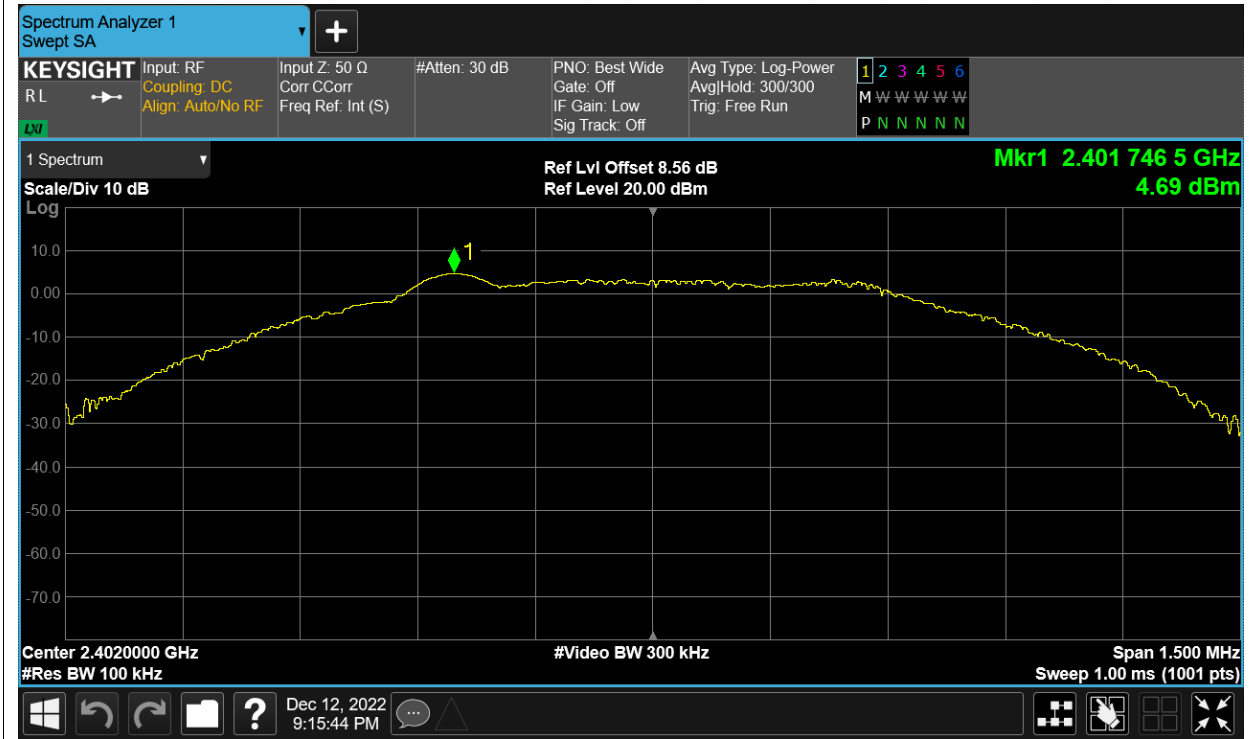 Spectrum Analyzer 1
Swept SA
+
KEYSIGHT
R L
LXI
Input: RF
Coupling: DC
Align: Auto/No RF
Input Z: 50 Ω
Corr CCorr
Freq Ref: Int (S)
#Atten: 30 dB
PNO: Best Wide
Gate: Off
IF Gain: Low
Sig Track: Off
Avg Type: Log-Power
Avg|Hold: 300/300
Trig: Free Run
1 2 3 4 5 6
M W W W W W
P N N N N N
1 Spectrum
Scale/Div 10 dB
Log
Ref Lvl Offset 8.56 dB
Ref Level 20.00 dBm
Mkr1 2.401 746 5 GHz
4.69 dBm
1
10.0
0.00
-10.0
-20.0
-30.0
-40.0
-50.0
-60.0
-70.0
Center 2.4020000 GHz
#Res BW 100 kHz
#Video BW 300 kHz
Span 1.500 MHz
Sweep 1.00 ms (1001 pts)
?
Dec 12, 2022
9:15:44 PM